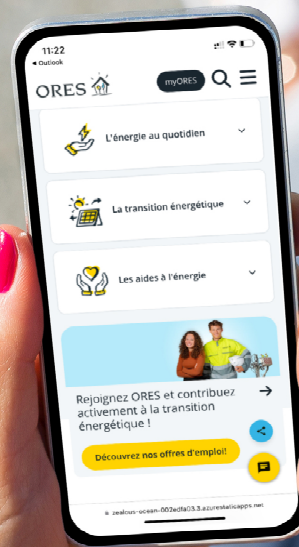 11:22
◂ Outlook
ORES
myORES
L'énergie au quotidien
La transition énergétique
Les aides à l'énergie
Rejoignez ORES et contribuez
activement à la transition
énergétique !
Découvrez nos offres d'emploi!
zealous-ocean-002edfa03.3.azurestaticapps.net